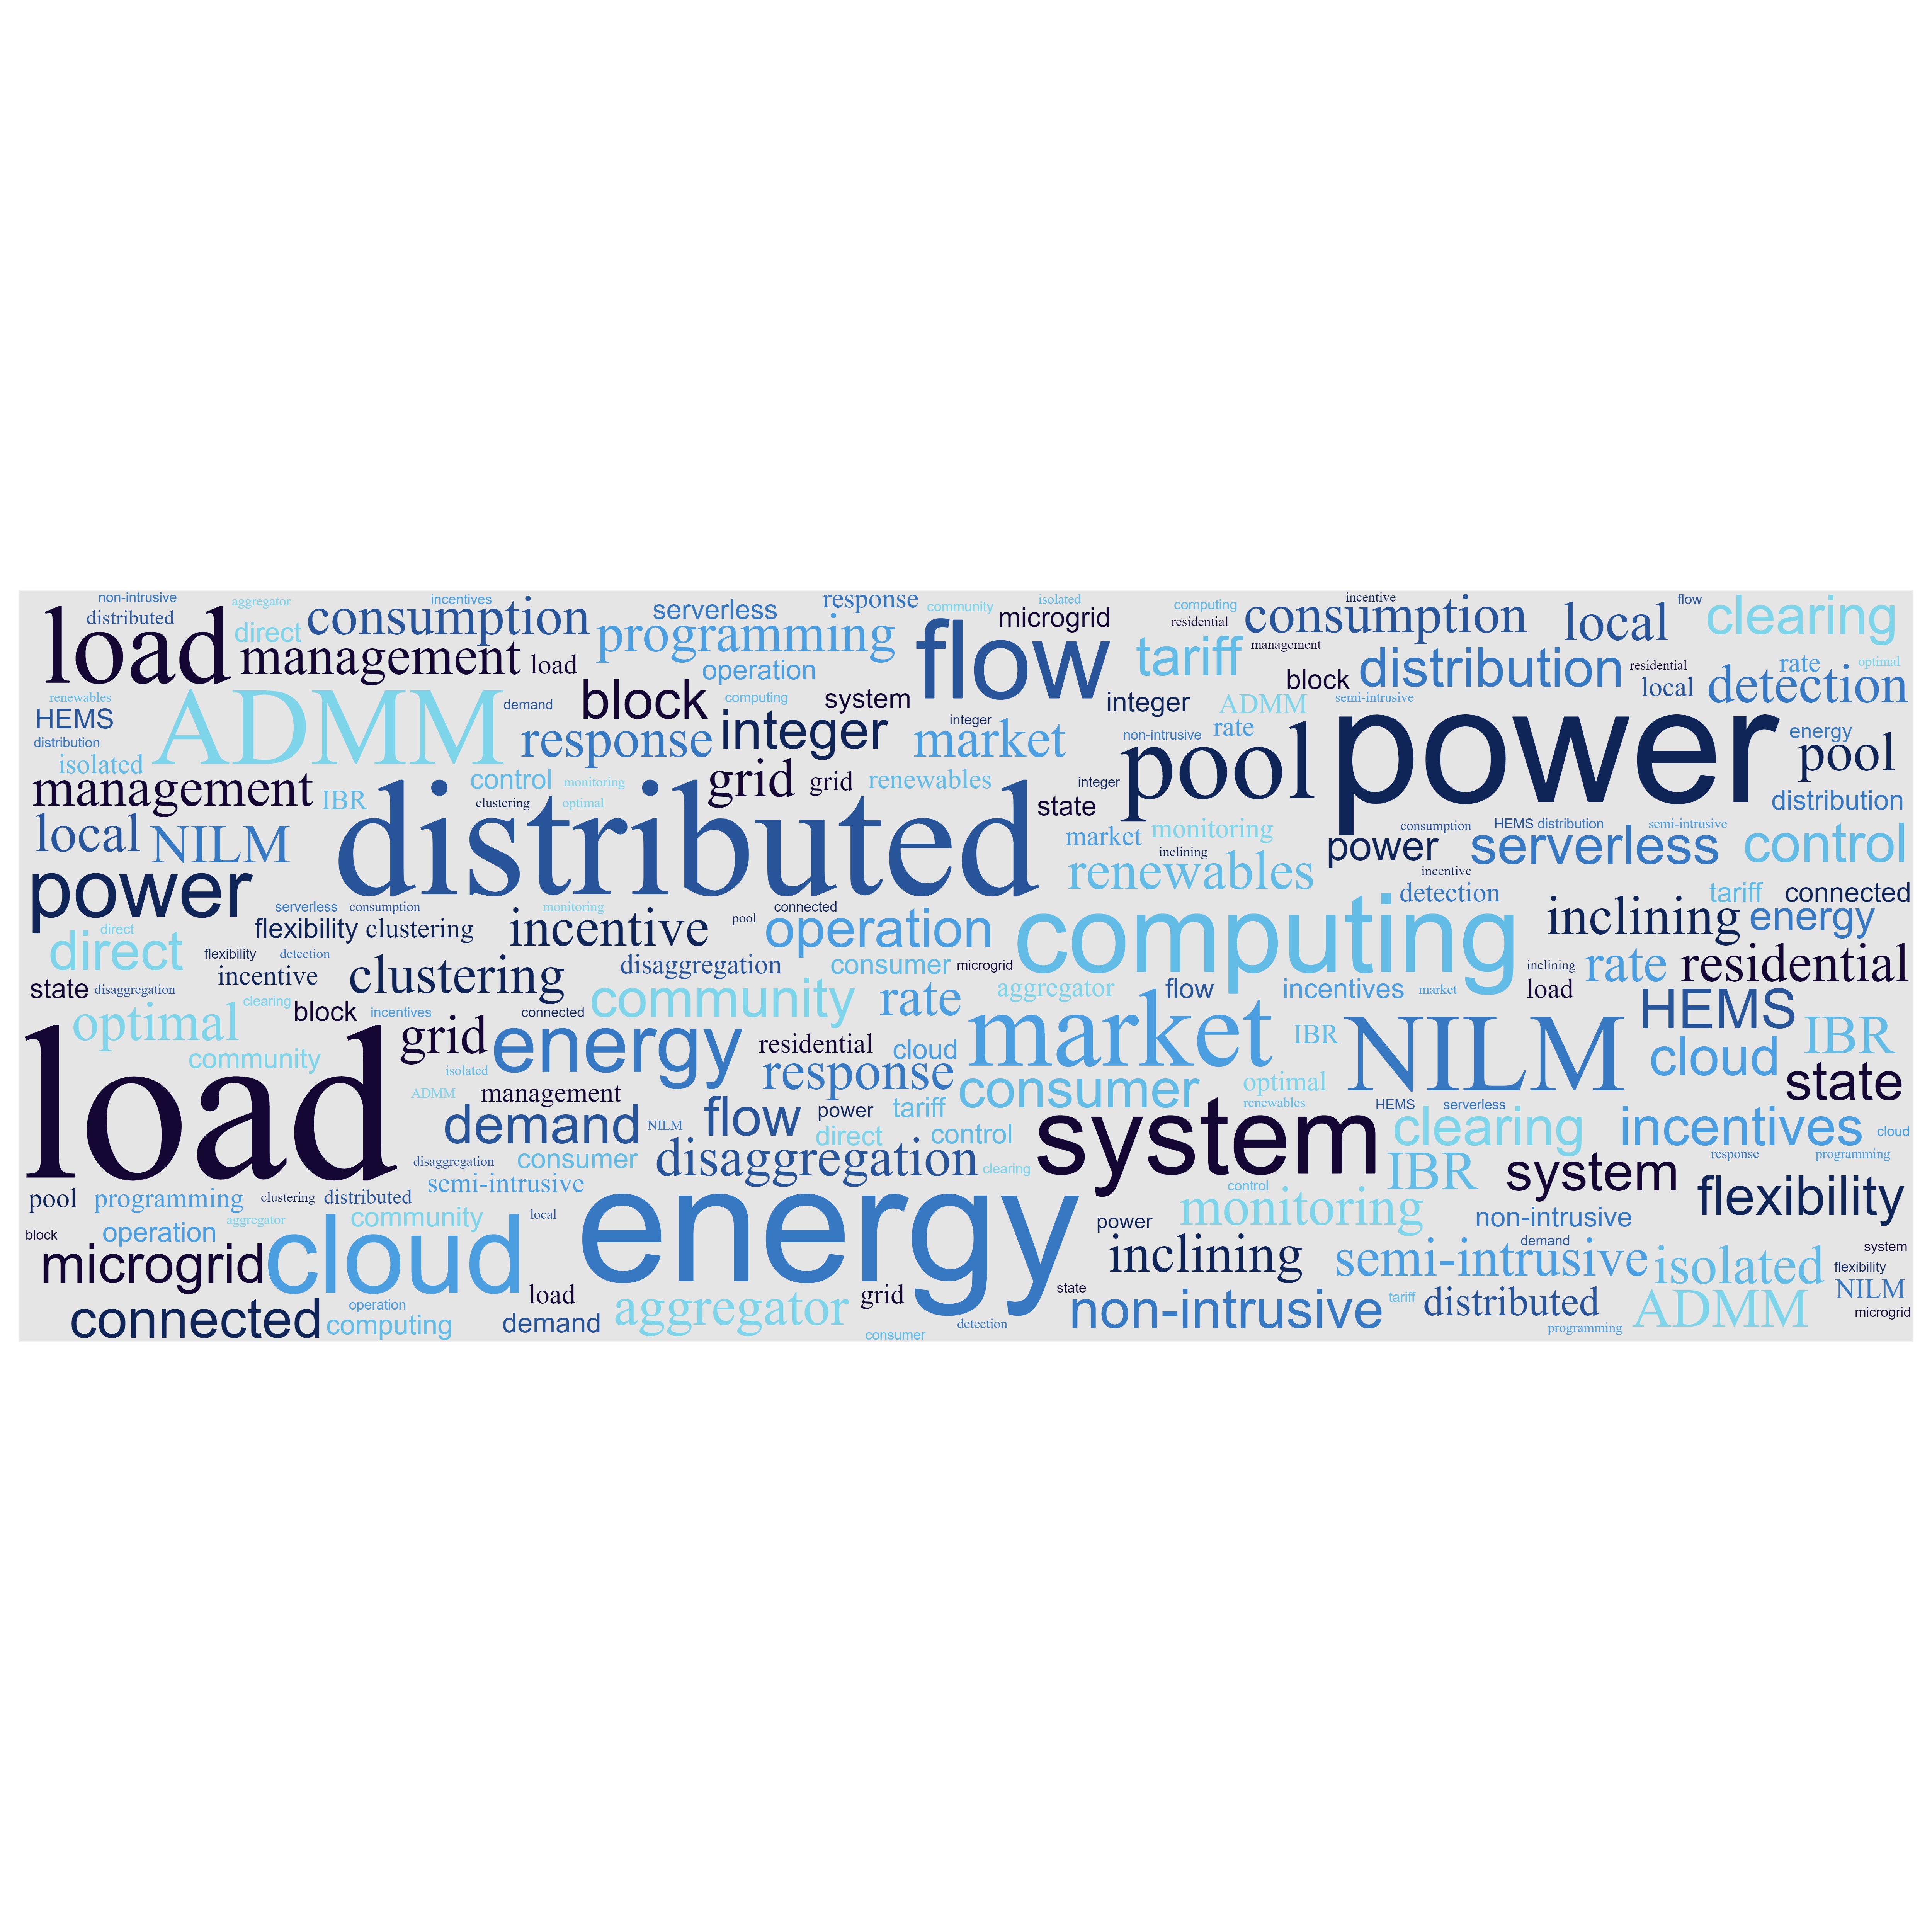 non-intrusive
aggregator
incentives
serverless
response
community
isolated
computing
incentive
flow
distributed
consumption
microgrid
residential
consumption
local
clearing
load
direct
programming
flow
tariff
management
management
load
operation
block
distribution
residential
rate
optimal
local
detection
renewables
ADMM
demand
block
computing
system
integer
ADMM
semi-intrusive
HEMS
response
integer
integer
market
non-intrusive
rate
power
energy
distribution
isolated
pool
pool
management
IBR
control
monitoring
grid
grid
renewables
integer
distribution
clustering
optimal
state
local
NILM
distributed
market
monitoring
inclining
consumption
HEMS
distribution
semi-intrusive
power
serverless
control
power
renewables
incentive
detection
tariff
connected
serverless
consumption
monitoring
pool
connected
direct
flexibility
clustering
incentive
operation
computing
inclining
energy
direct
flexibility
detection
incentive
clustering
disaggregation
consumer
microgrid
inclining
rate
residential
state
disaggregation
aggregator
flow
incentives
market
load
optimal
clearing
block
incentives
connected
community
rate
market
IBR
NILM
HEMS
IBR
load
community
grid
energy
residential
cloud
cloud
isolated
response
consumer
optimal
state
ADMM
management
renewables
HEMS
serverless
demand
NILM
flow
power
tariff
direct
control
system
clearing
incentives
cloud
disaggregation
consumer
disaggregation
clearing
IBR
system
response
programming
pool
programming
clustering
distributed
semi-intrusive
energy
control
monitoring
flexibility
block
operation
aggregator
community
local
power
non-intrusive
demand
system
microgrid
cloud
inclining
semi-intrusive
isolated
flexibility
load
grid
state
NILM
connected
operation
computing
demand
aggregator
consumer
detection
non-intrusive
tariff
distributed
programming
ADMM
microgrid